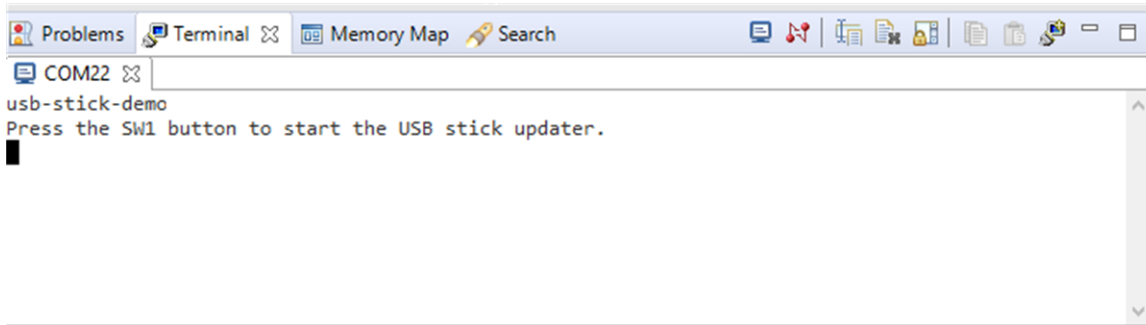 Problems Terminal Memory Map Search
COM22
usb-stick-demo
Press the SW1 button to start the USB stick updater.